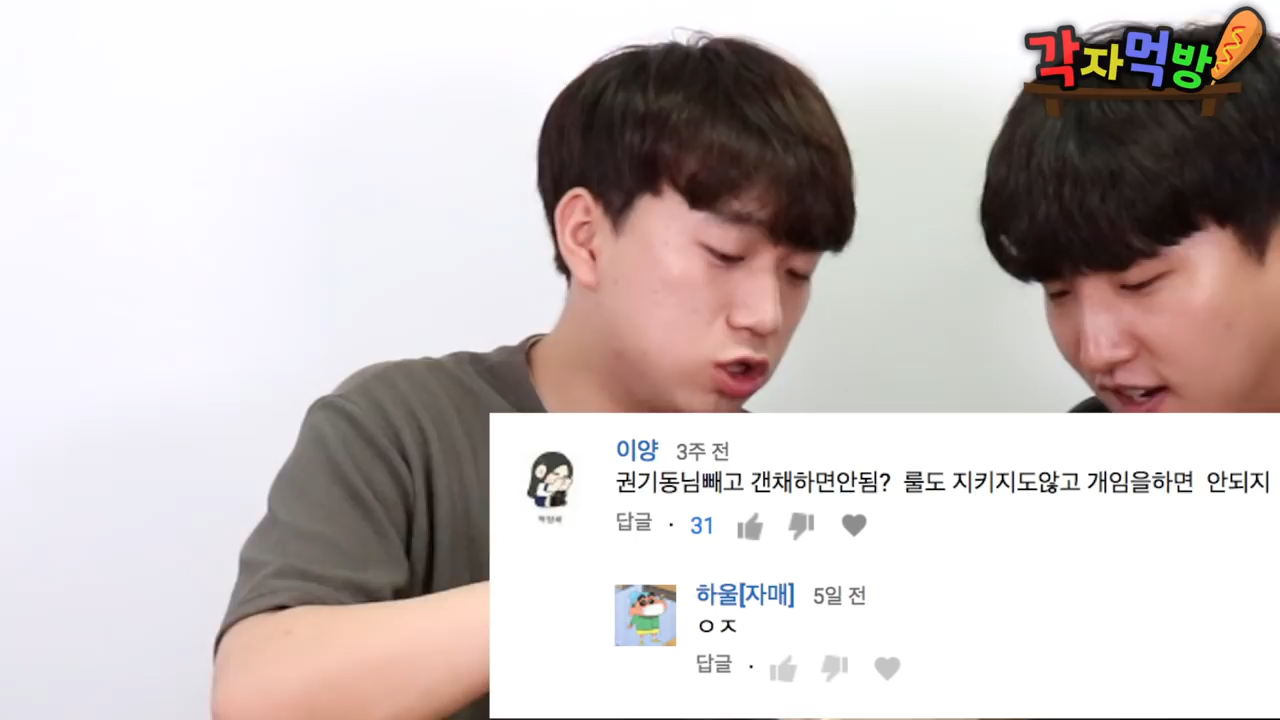 각자먹방
이양 3주 전
권기동님빼고 갠채하면안됨? 룰도 지키지도않고 개임을하면 안되지
답글 · 31
하울[자매] 5일 전
ㅇㅈ
답글 ·